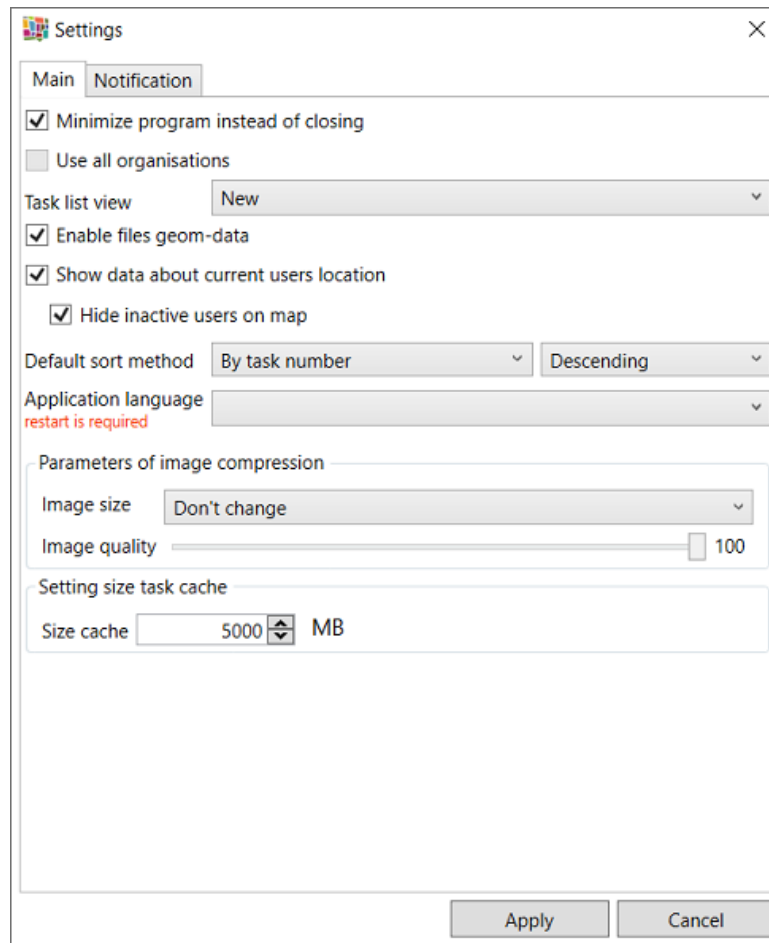 Settings
Main Notification
Minimize program instead of closing
Use all organisations
Task list view New
Enable files geom-data
Show data about current users location
Hide inactive users on map
Default sort method By task number Descending
Application language
restart is required
Parameters of image compression
Image size Don't change
Image quality 100
Setting size task cache
Size cache 5000 MB
Apply Cancel